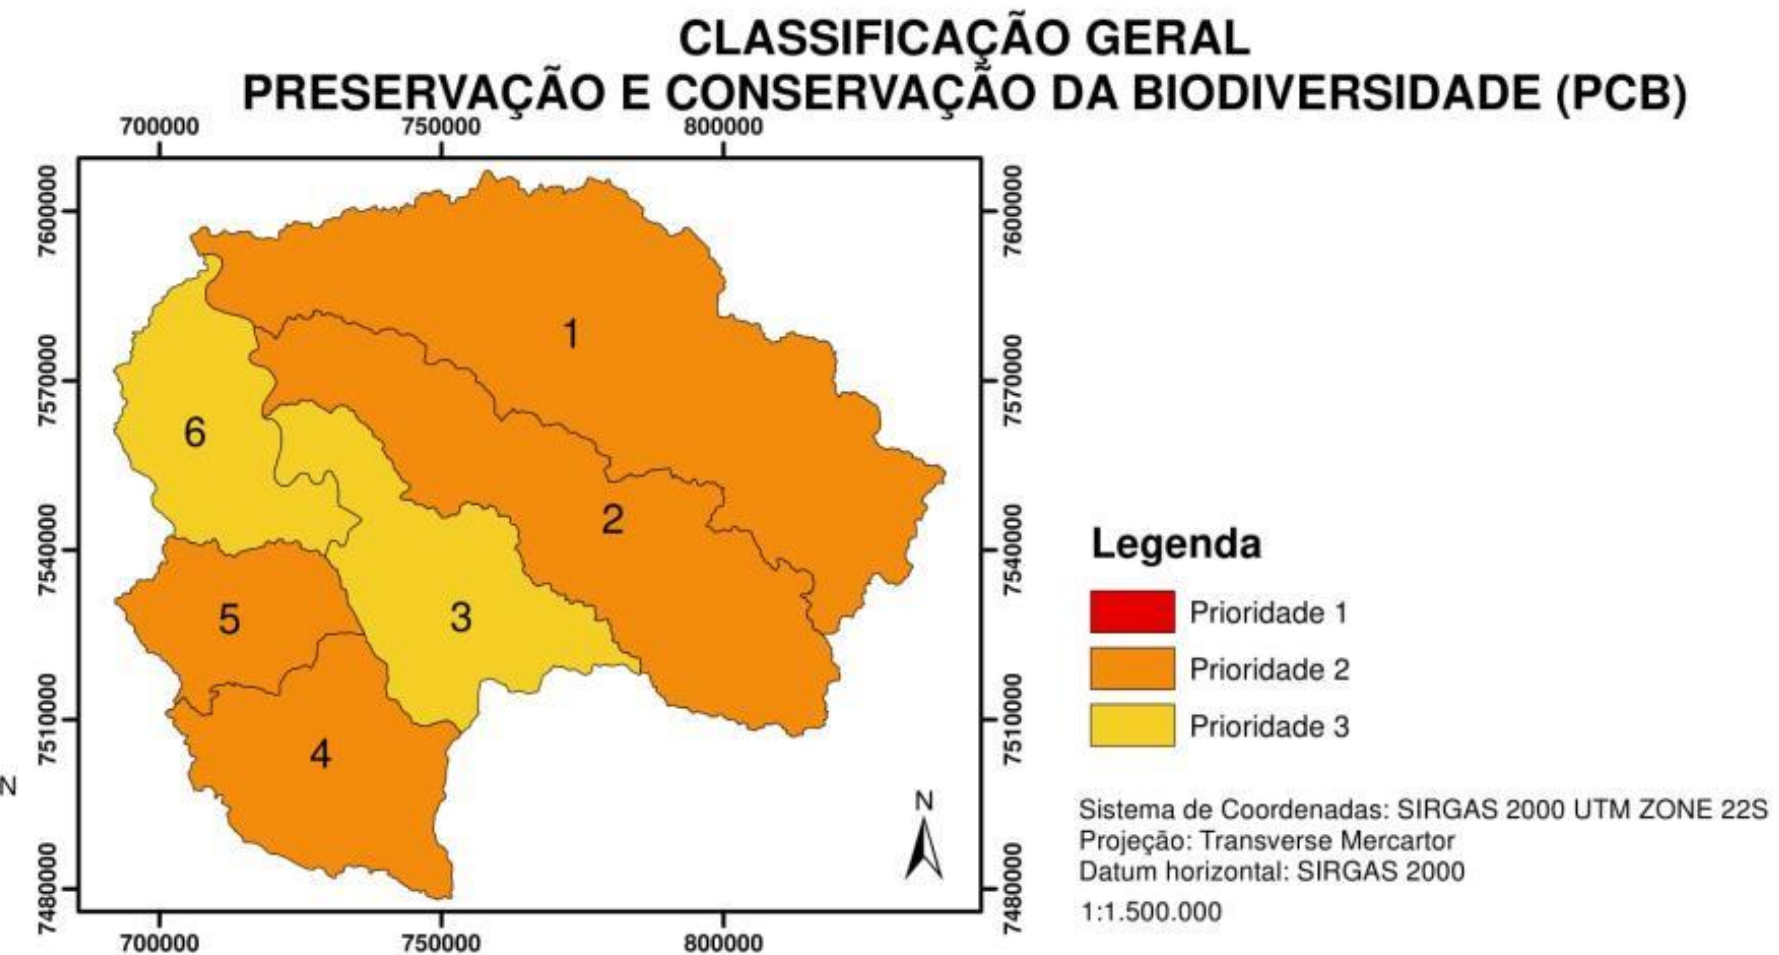 CLASSIFICAÇÃO GERAL
PRESERVAÇÃO E CONSERVAÇÃO DA BIODIVERSIDADE (PCB)
700000 750000 800000
7600000 7600000
1
7570000 7570000
6
2
7540000 7540000
5 3
7510000 7510000
4
N
N
7480000 7480000
700000 750000 800000
Legenda
Prioridade 1
Prioridade 2
Prioridade 3
Sistema de Coordenadas: SIRGAS 2000 UTM ZONE 22S
Projeção: Transverse Mercartor
Datum horizontal: SIRGAS 2000
1:1.500.000